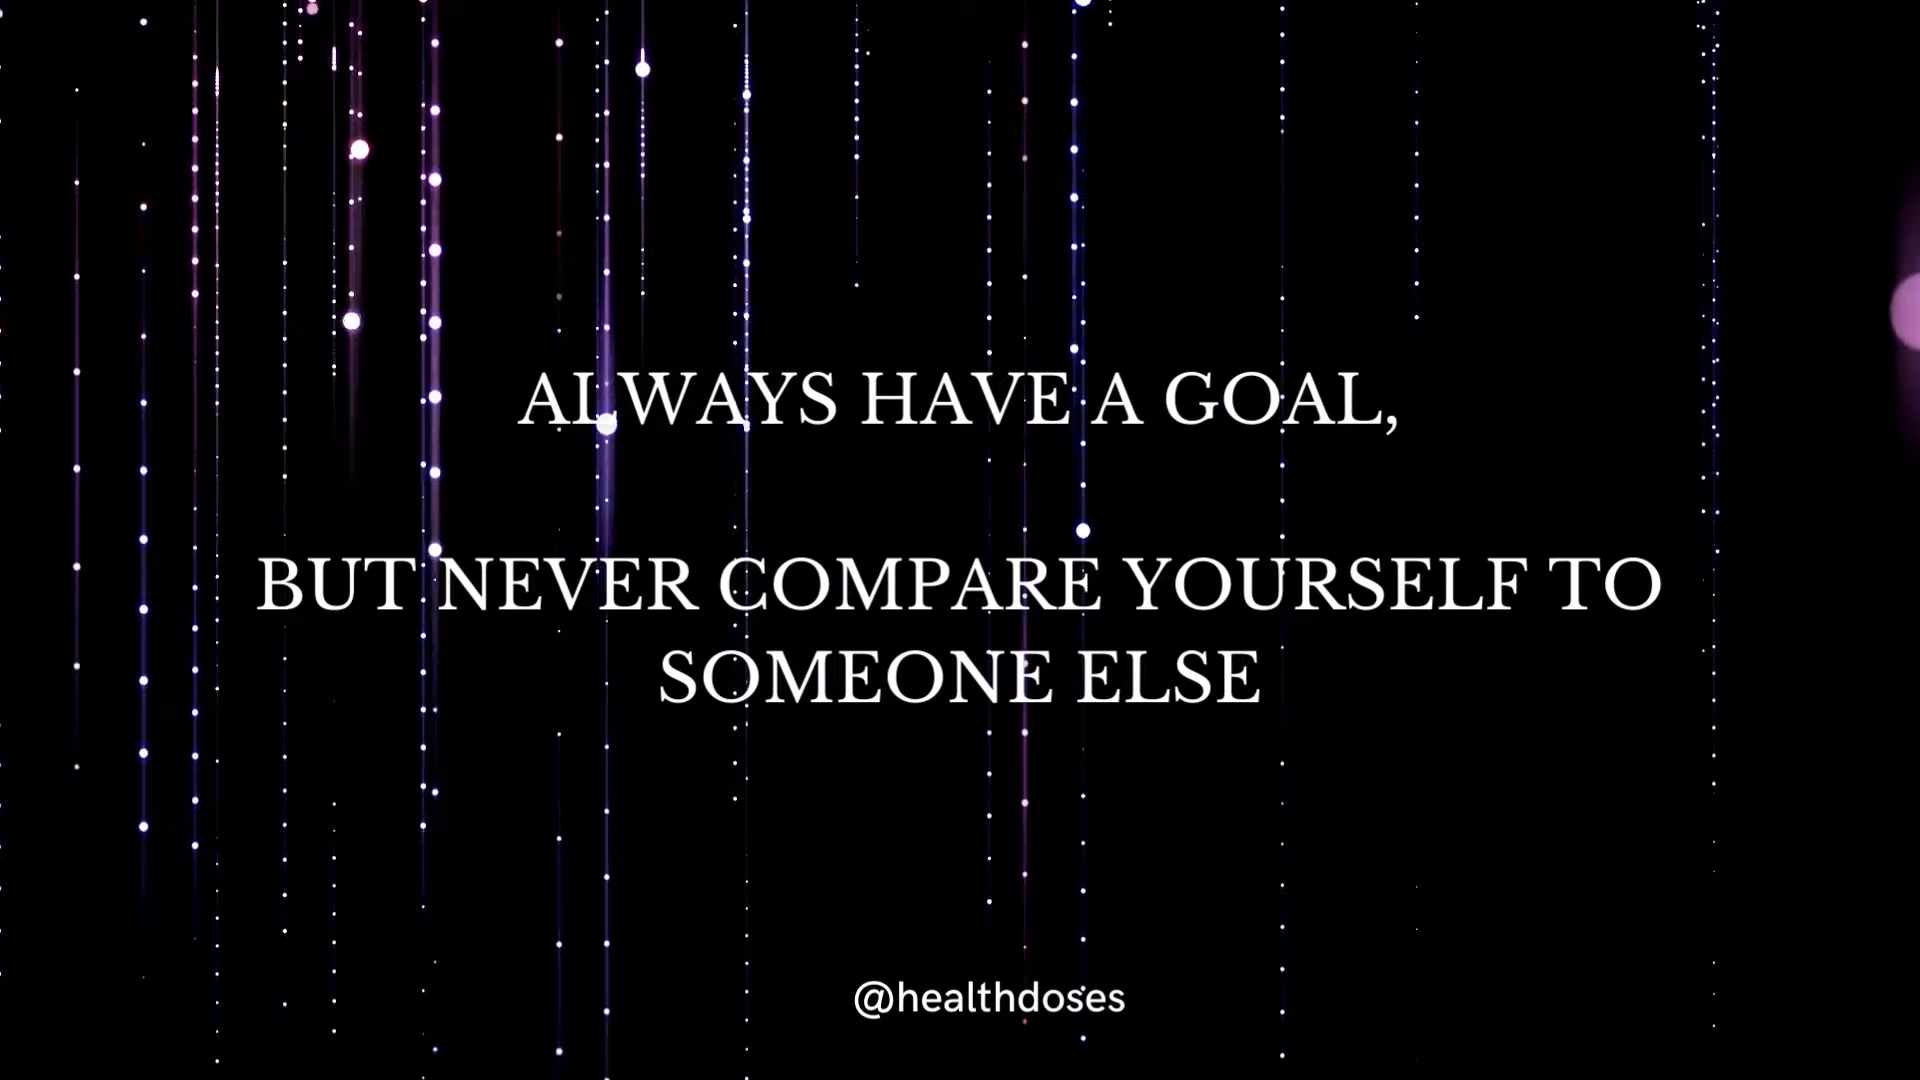 ALWAYS HAVE A GOAL,
BUT NEVER COMPARE YOURSELF TO
SOMEONE ELSE
@healthdoses